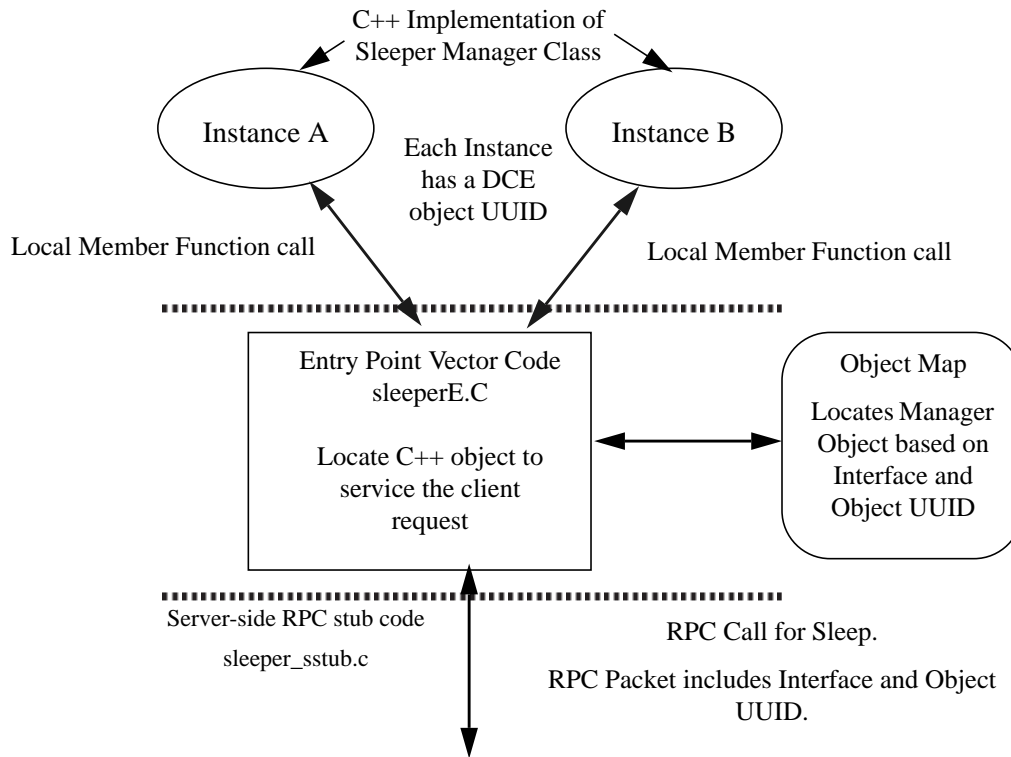 C++ Implementation of
Sleeper Manager Class
Instance A
Instance B
Each Instance
has a DCE
object UUID
Local Member Function call
Local Member Function call
Entry Point Vector Code
sleeperE.C
Locate C++ object to
service the client
request
Object Map
Locates Manager
Object based on
Interface and
Object UUID
Server-side RPC stub code
sleeper_sstub.c
RPC Call for Sleep.
RPC Packet includes Interface and Object
UUID.